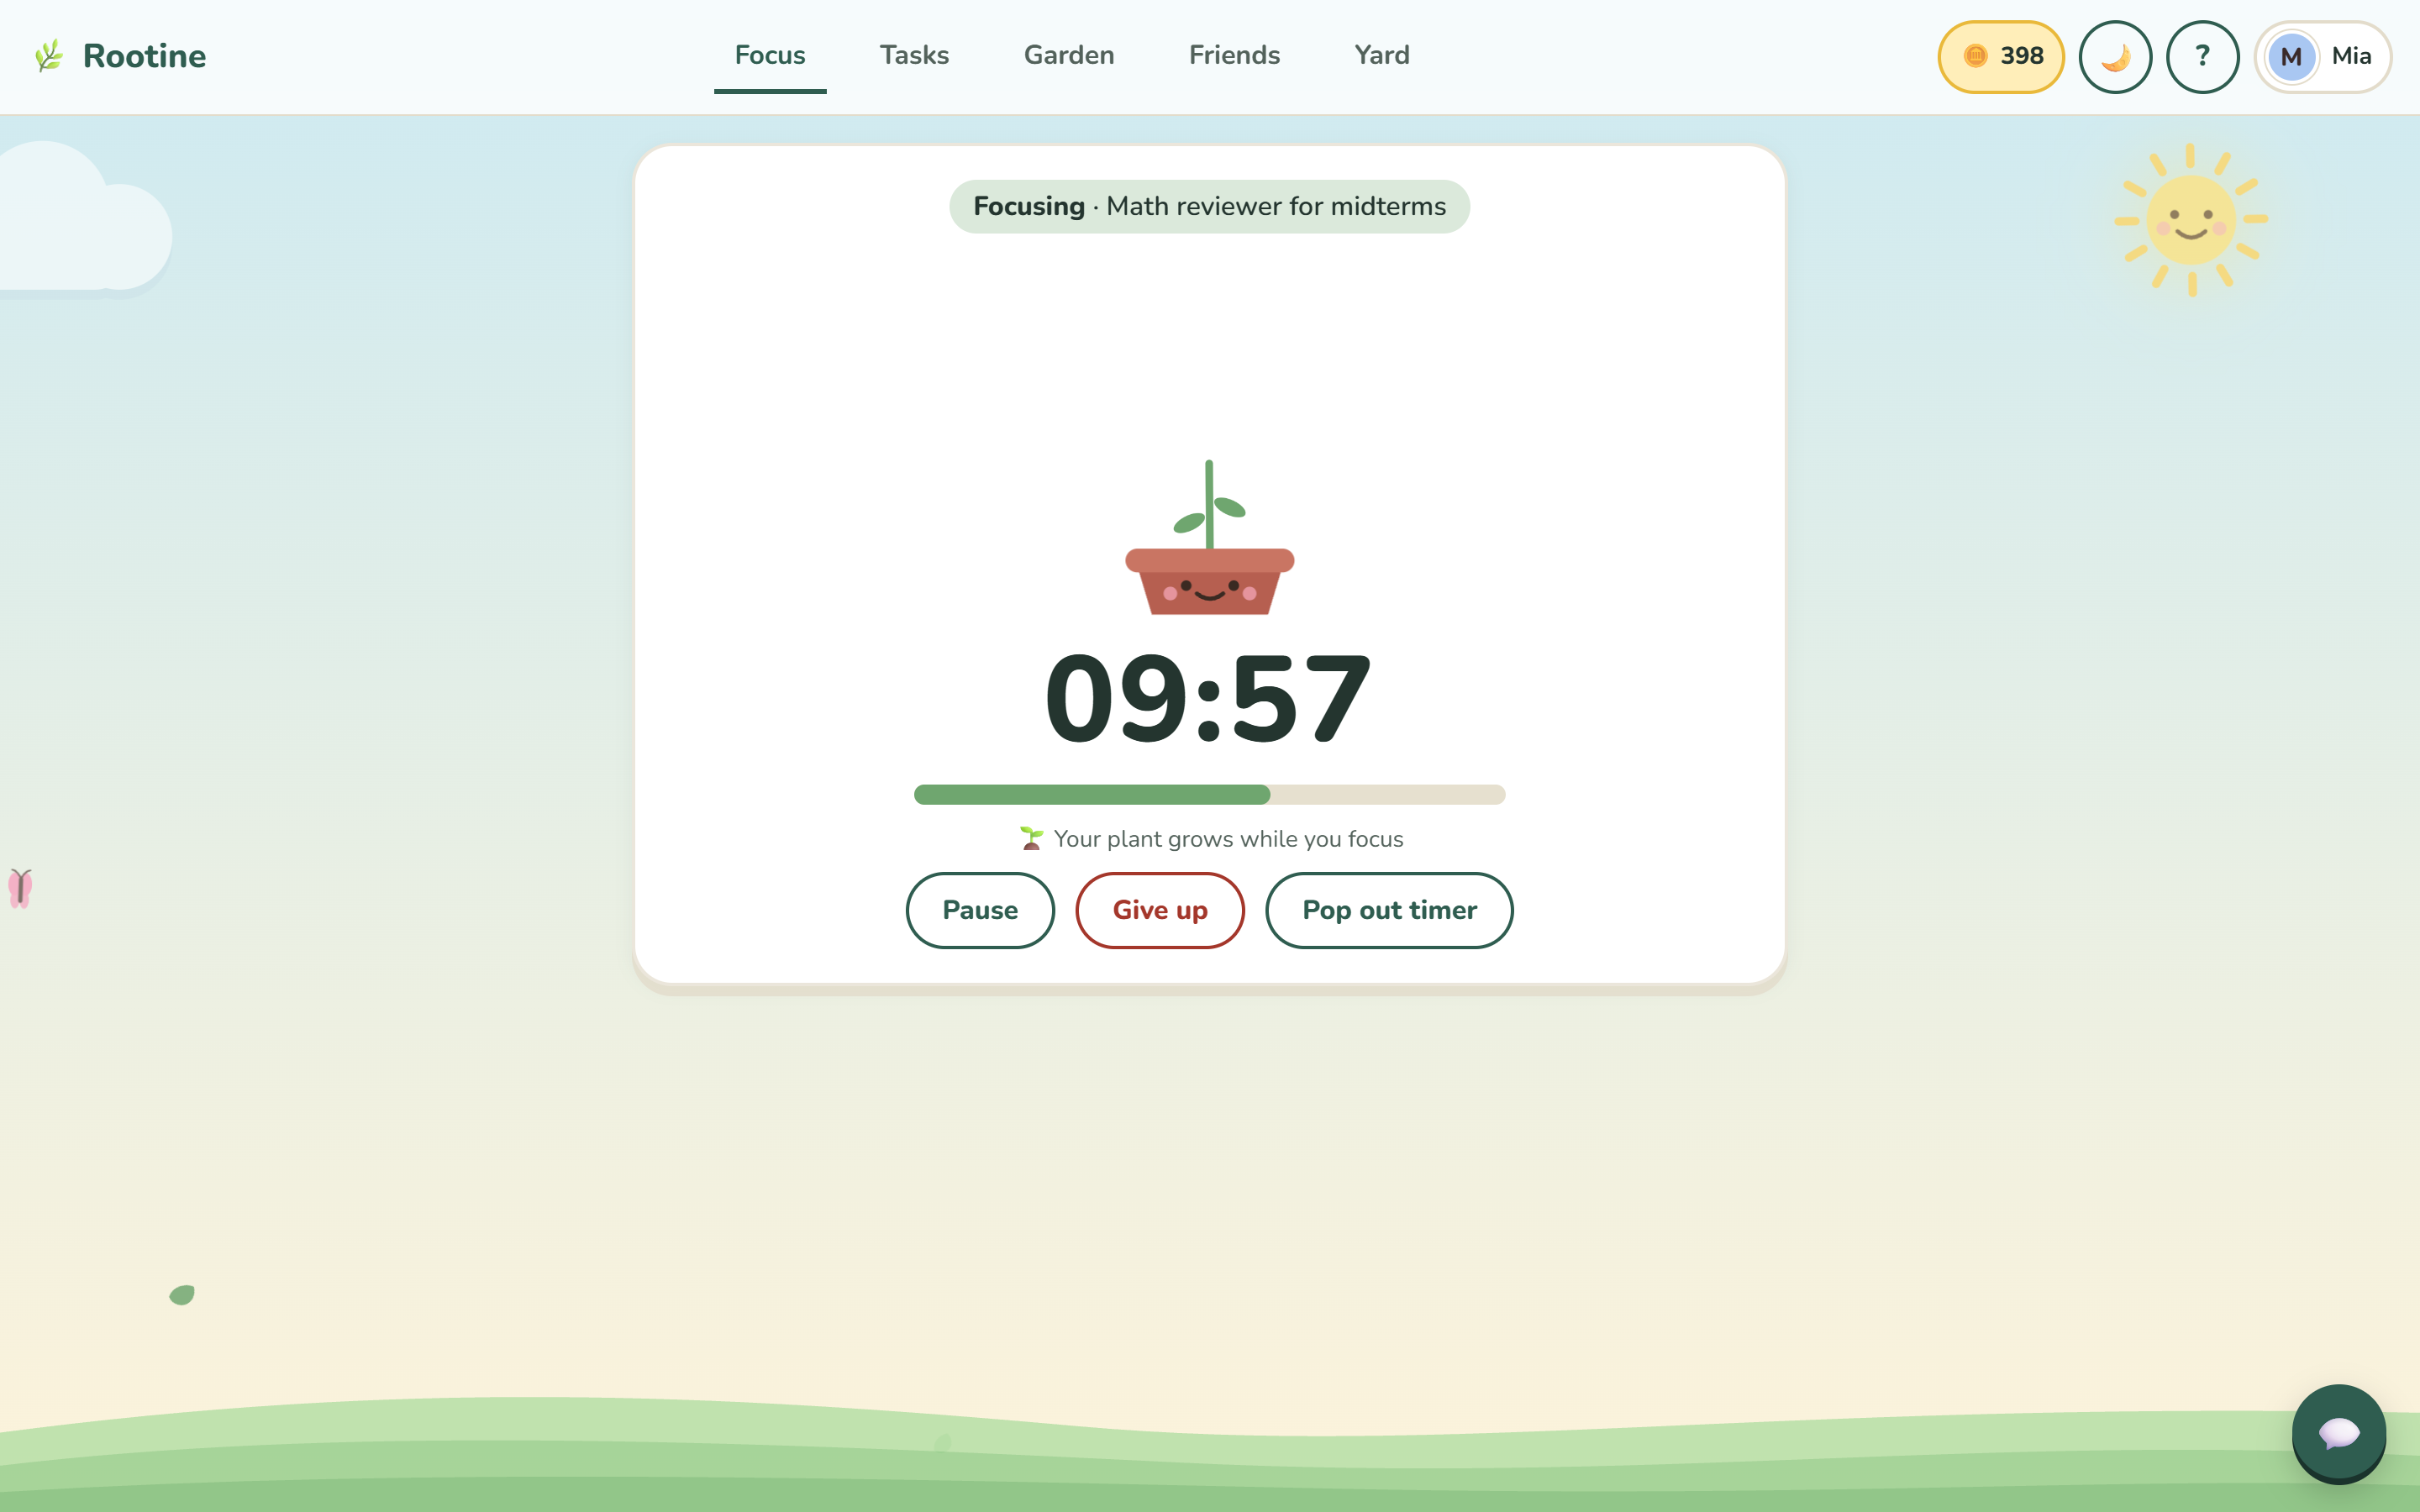 Rootine
Focus
Tasks
Garden
Friends
Yard
398
?
M
Mia
Focusing · Math reviewer for midterms
09:57
Your plant grows while you focus
Pause
Give up
Pop out timer